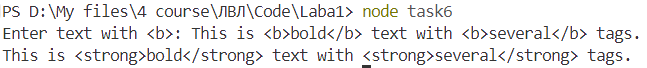 PS D:\My files\4 course\ЛВЛ\Code\Laba1> node task6
Enter text with <b>: This is <b>bold</b> text with <b>several</b> tags.
This is <strong>bold</strong> text with <strong>several</strong> tags.